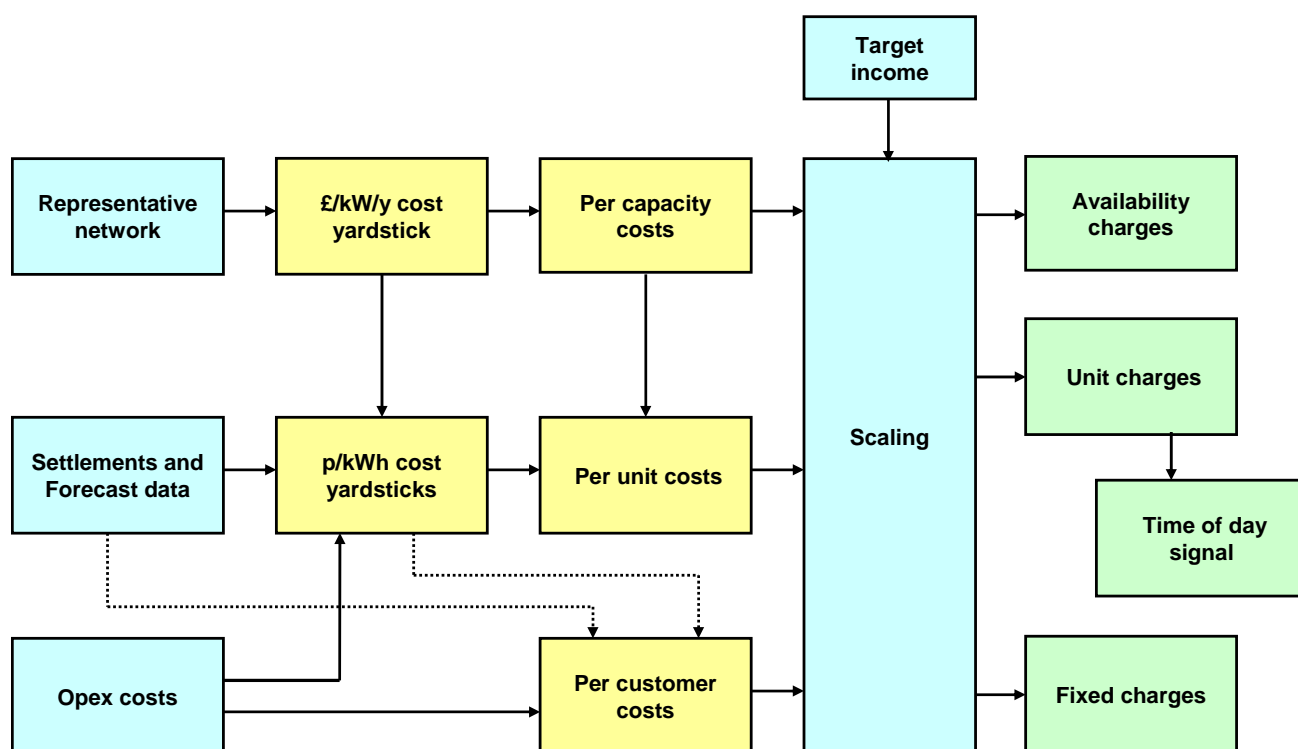 Target
income
Representative
network
£/kW/y cost
yardstick
Per capacity
costs
Availability
charges
Settlements and
Forecast data
p/kWh cost
yardsticks
Per unit costs
Scaling
Unit charges
Time of day
signal
Opex costs
Per customer
costs
Fixed charges